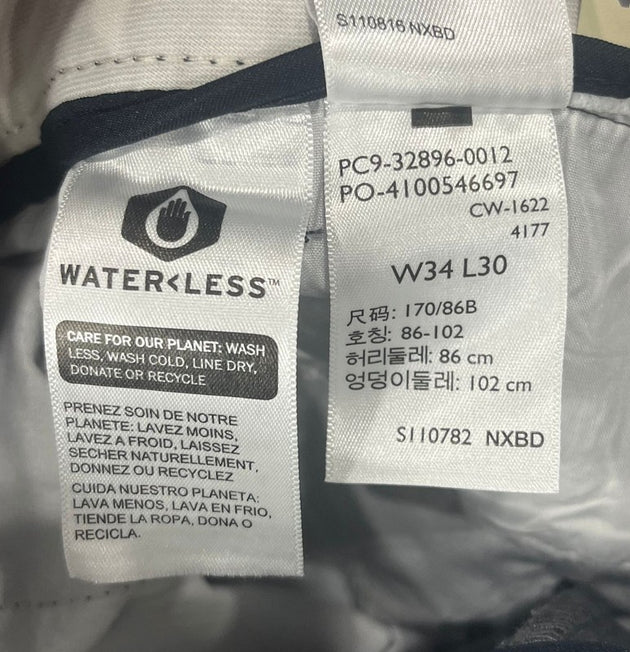 S110816 NXBD
PC9-32896-0012
PO-4100546697
CW-1622
4177
W34 L30
尺码: 170/86B
호칭: 86-102
허리둘레: 86 cm
엉덩이둘레: 102 cm
S110782 NXBD
WATER<LESS™
CARE FOR OUR PLANET: WASH
LESS, WASH COLD, LINE DRY,
DONATE OR RECYCLE
PRENEZ SOIN DE NOTRE
PLANETE: LAVEZ MOINS,
LAVEZ A FROID, LAISSEZ
SECHER NATURELLEMENT,
DONNEZ OU RECYCLEZ
CUIDA NUESTRO PLANETA:
LAVA MENOS, LAVA EN FRIO,
TIENDE LA ROPA, DONA O
RECICLA.